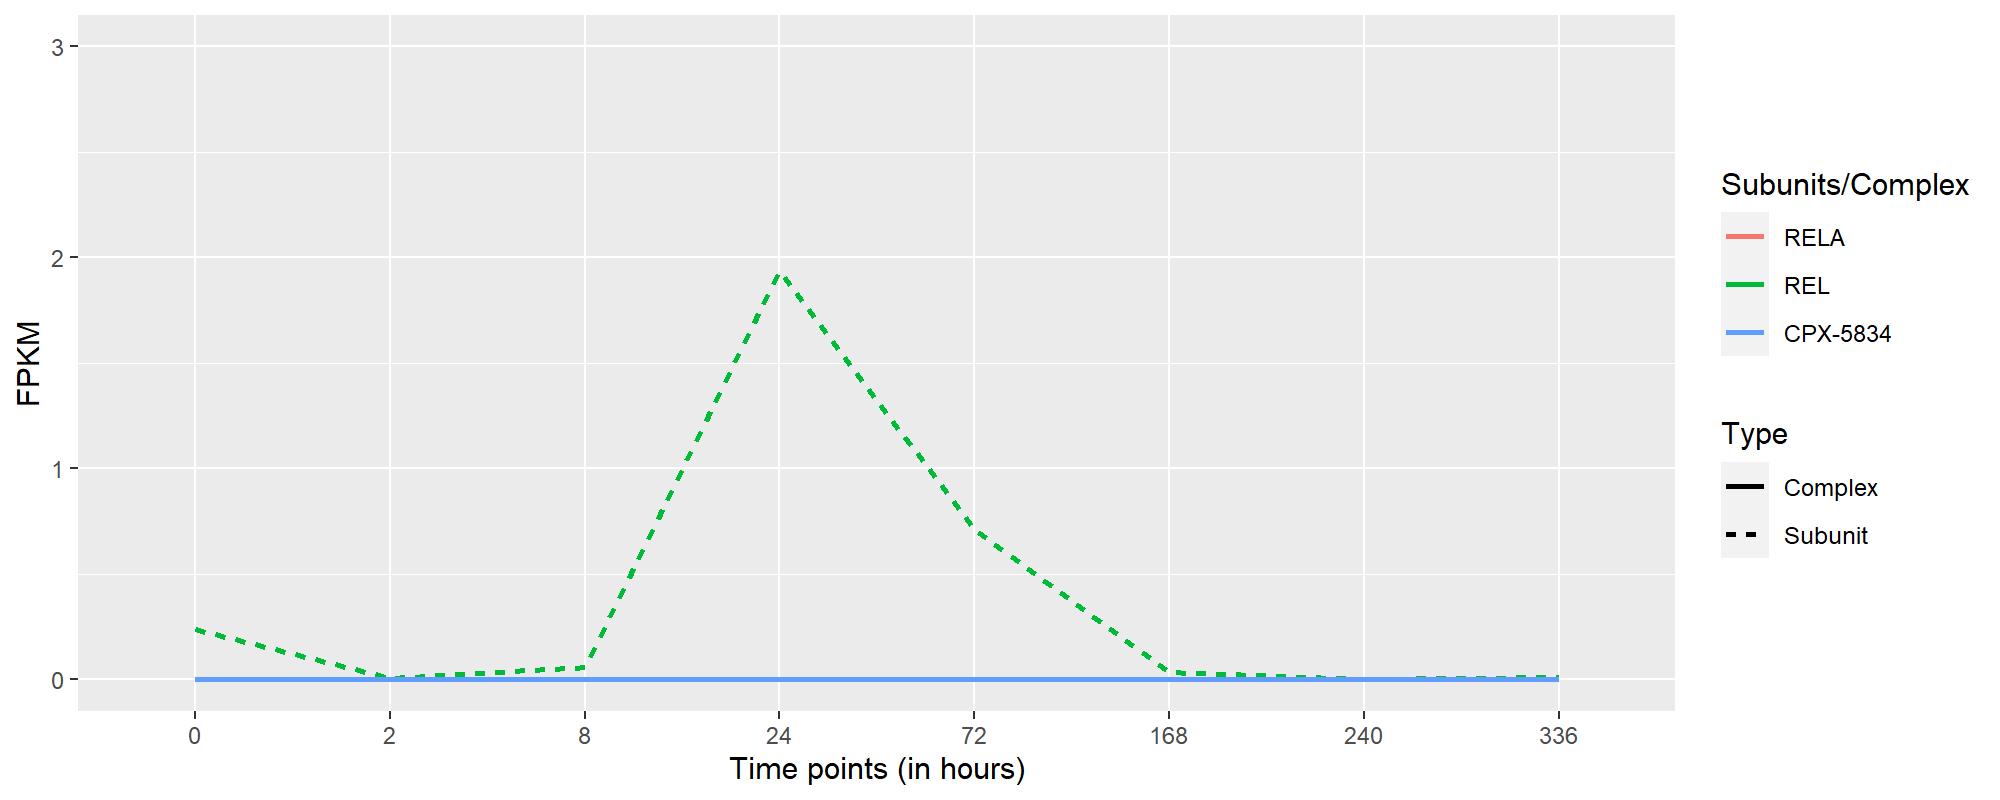 3
2
1
0
FPKM
0 2 8 24 72 168 240 336
Time points (in hours)
Subunits/Complex
RELA
REL
CPX-5834
Type
Complex
Subunit